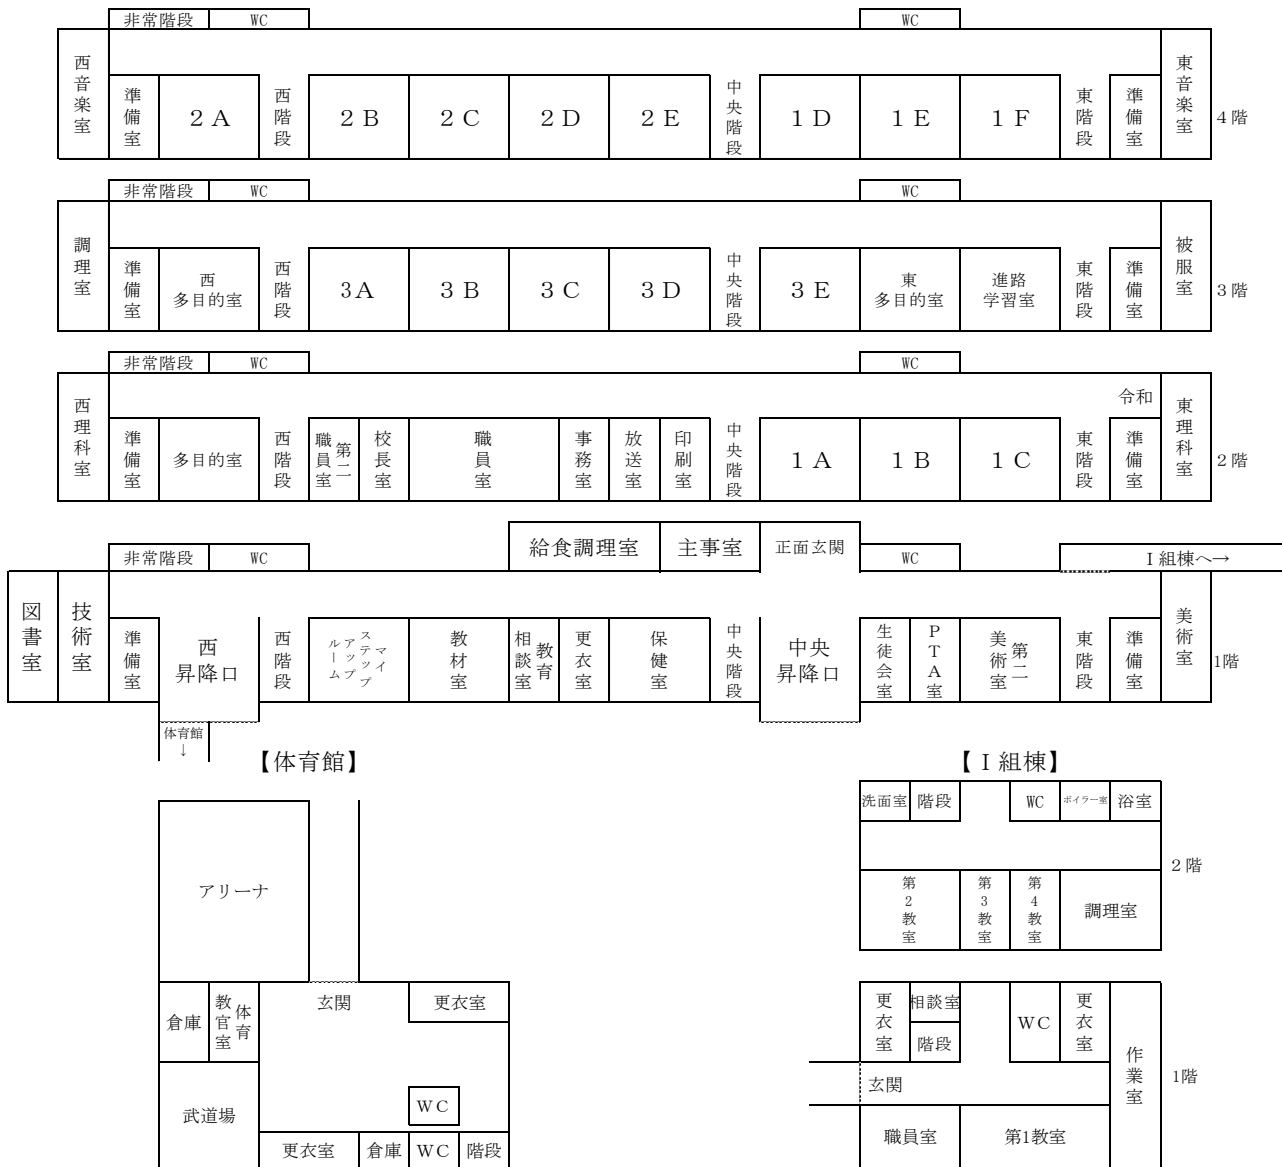 非常階段 WC WC
西音楽室 準備室 2A 西階段 2B 2C 2D 2E 中央階段 1D 1E 1F 東階段 準備室 東音楽室 4階
非常階段 WC WC
調理室 準備室 西多目的室 西階段 3A 3B 3C 3D 中央階段 3E 東多目的室 進路学習室 東階段 準備室 被服室 3階
非常階段 WC WC
令和
西理科室 準備室 多目的室 西階段 第二職員室 校長室 職員室 事務室 放送室 印刷室 中央階段 1A 1B 1C 東階段 準備室 東理科室 2階
給食調理室 主事室 正面玄関
非常階段 WC WC Ⅰ組棟へ→
図書室 技術室 準備室 西昇降口 西階段 マイプステップアップルーム 教材室 教育相談室 更衣室 保健室 中央階段 中央昇降口 生徒会室 PTA室 第二美術室 東階段 準備室 美術室 1階
体育館
↓
【体育館】
アリーナ
倉庫 体育教官室 玄関 更衣室
武道場 WC
更衣室 倉庫 WC 階段
【Ⅰ組棟】
洗面室 階段 WC ボイラー室 浴室
2階
第2教室 第3教室 第4教室 調理室
更衣室 相談室 WC 更衣室
階段
作業室 1階
玄関
職員室 第1教室